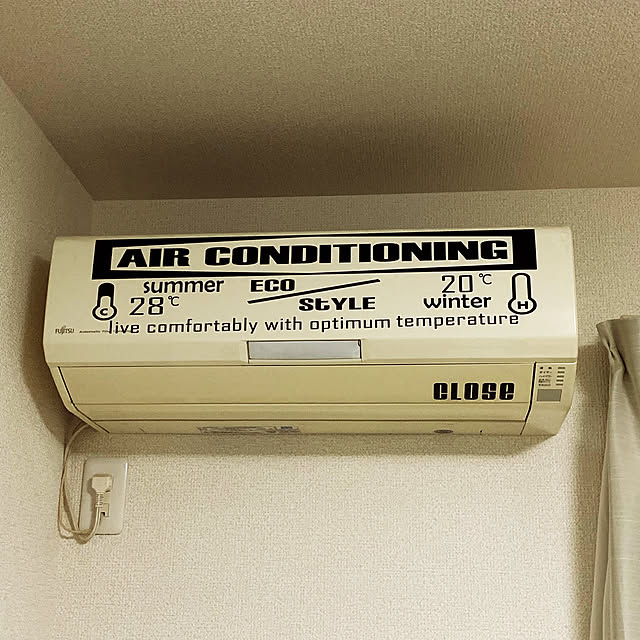 AIR CONDITIONING
summer ECO 20℃
28℃ STYLE winter
C H
FUJITSU
live comfortably with optimum temperature
CLOSE